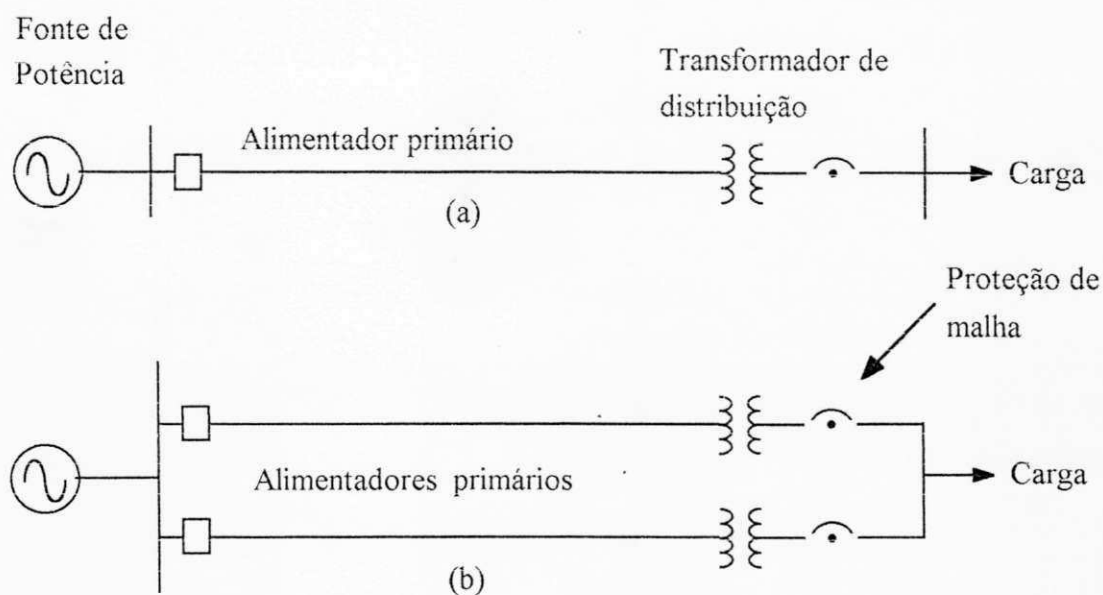 Fonte de
Potência
Transformador de
distribuição
Alimentador primário
Carga
(a)
Proteção de
malha
Alimentadores primários
Carga
(b)